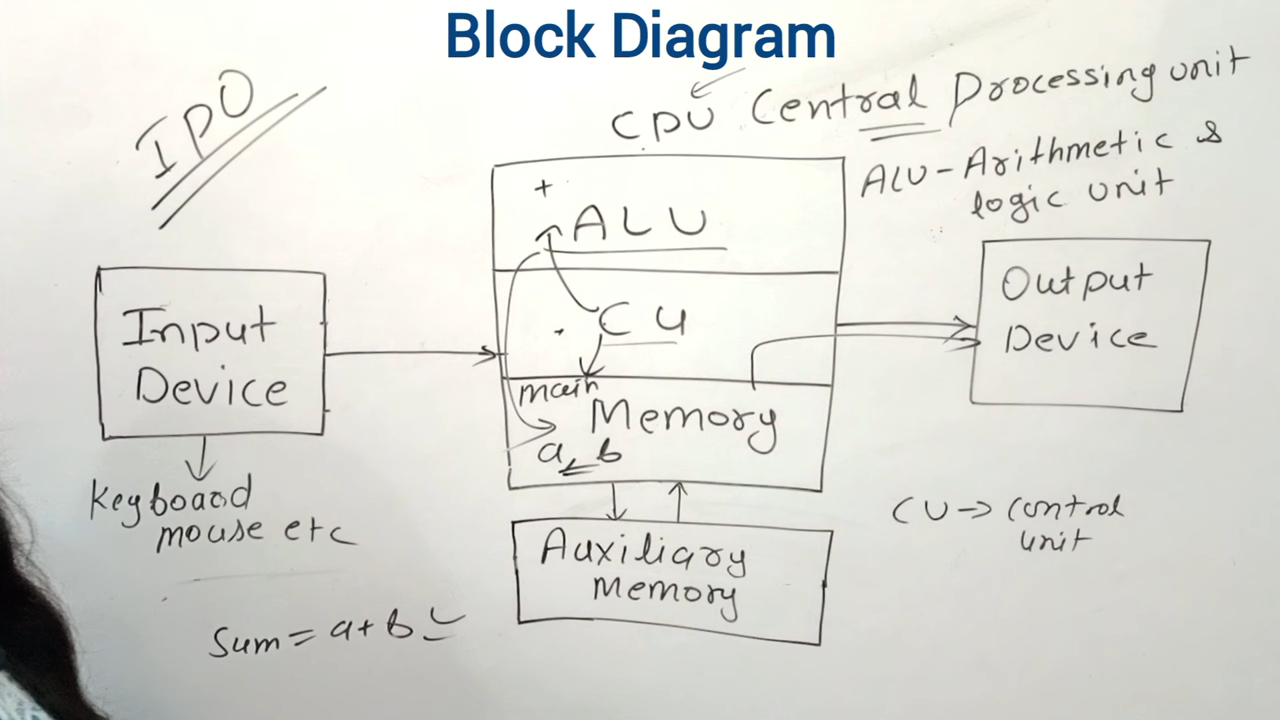 Block Diagram
IPO
CPU Central Processing unit
ALU - Arithmetic &
logic unit
+
ALU
CU
main
Memory
a, b
Input
Device
Output
Device
Keyboard
mouse etc
CU → control
unit
Auxiliary
Memory
Sum = a + b